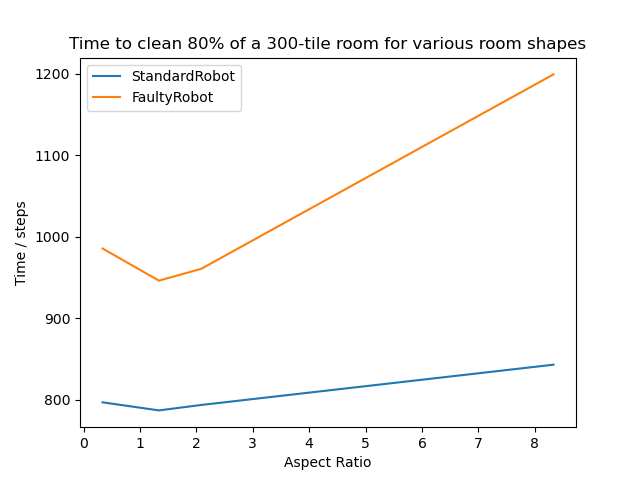 Time to clean 80% of a 300-tile room for various room shapes
StandardRobot
FaultyRobot
1200
1100
1000
900
800
Time / steps
0 1 2 3 4 5 6 7 8
Aspect Ratio